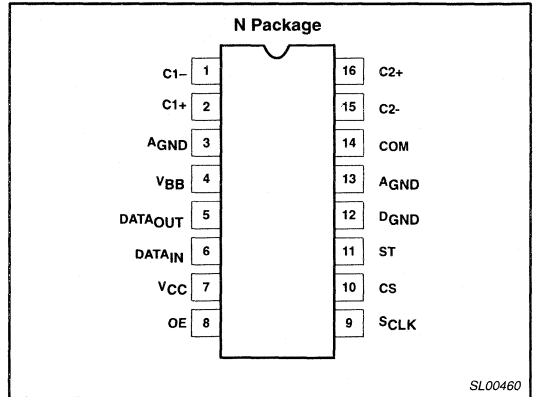 N Package
C1– 1 16 C2+
C1+ 2 15 C2-
AGND 3 14 COM
VBB 4 13 AGND
DATAOUT 5 12 DGND
DATAIN 6 11 ST
VCC 7 10 CS
OE 8 9 SCLK
SL00460